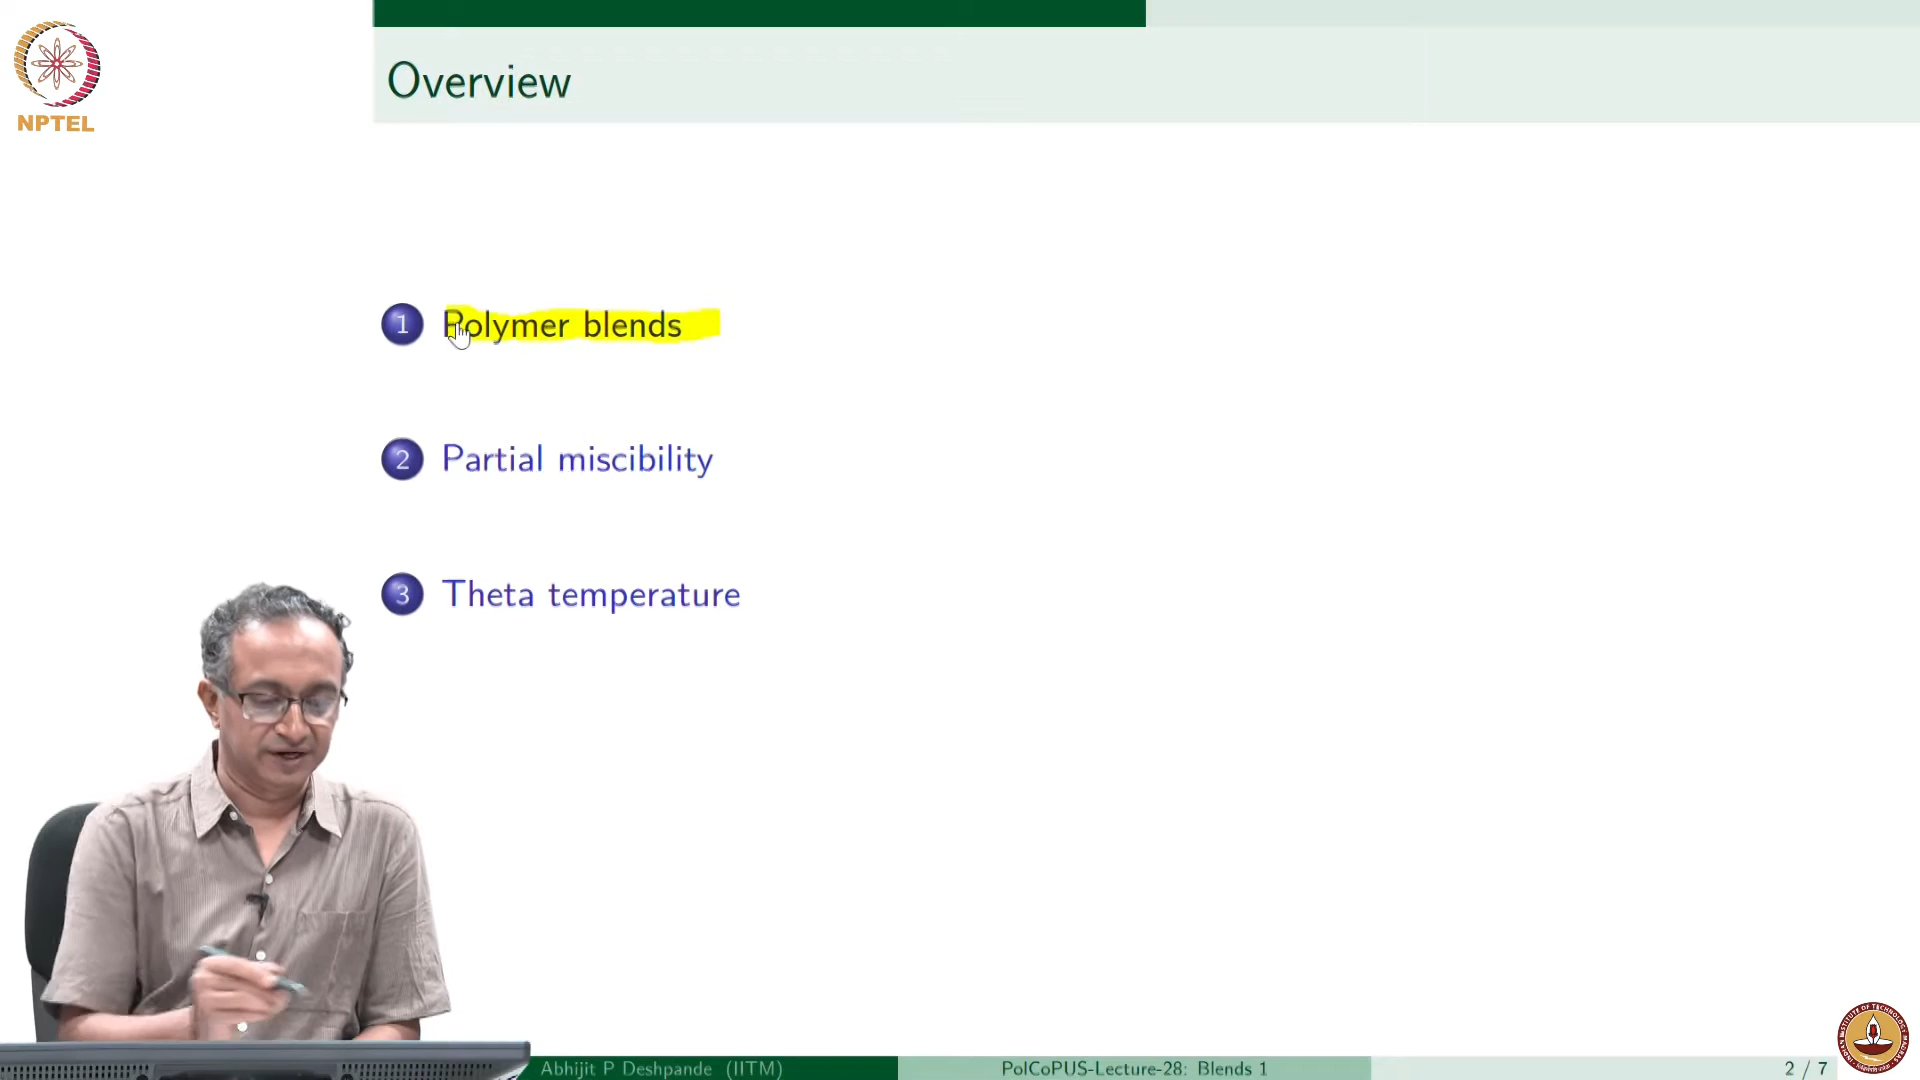 NPTEL
Overview
1 Polymer blends
2 Partial miscibility
3 Theta temperature
Abhijit P Deshpande (IITM)
PolCoPUS-Lecture-28: Blends 1
2 / 7